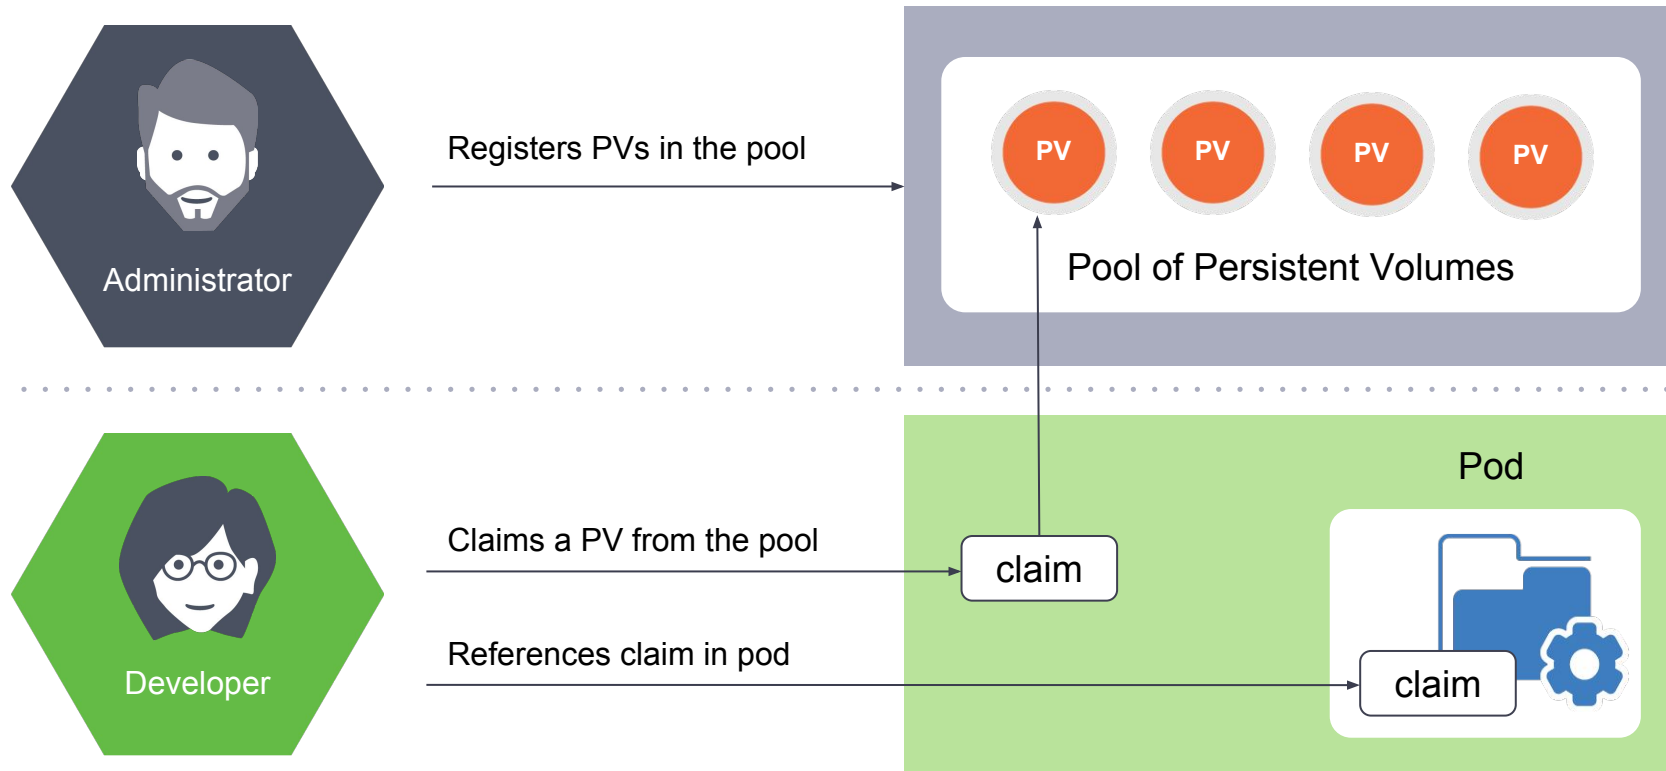 Administrator
Registers PVs in the pool
PV
PV
PV
PV
Pool of Persistent Volumes
Developer
Claims a PV from the pool
claim
References claim in pod
Pod
claim